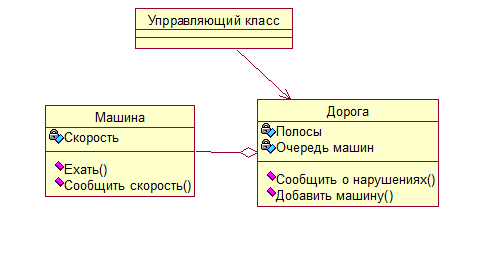 Упрравляющий класс
Машина
Скорость
Ехать()
Сообщить скорость()
Дорога
Полосы
Очередь машин
Сообщить о нарушениях()
Добавить машину()